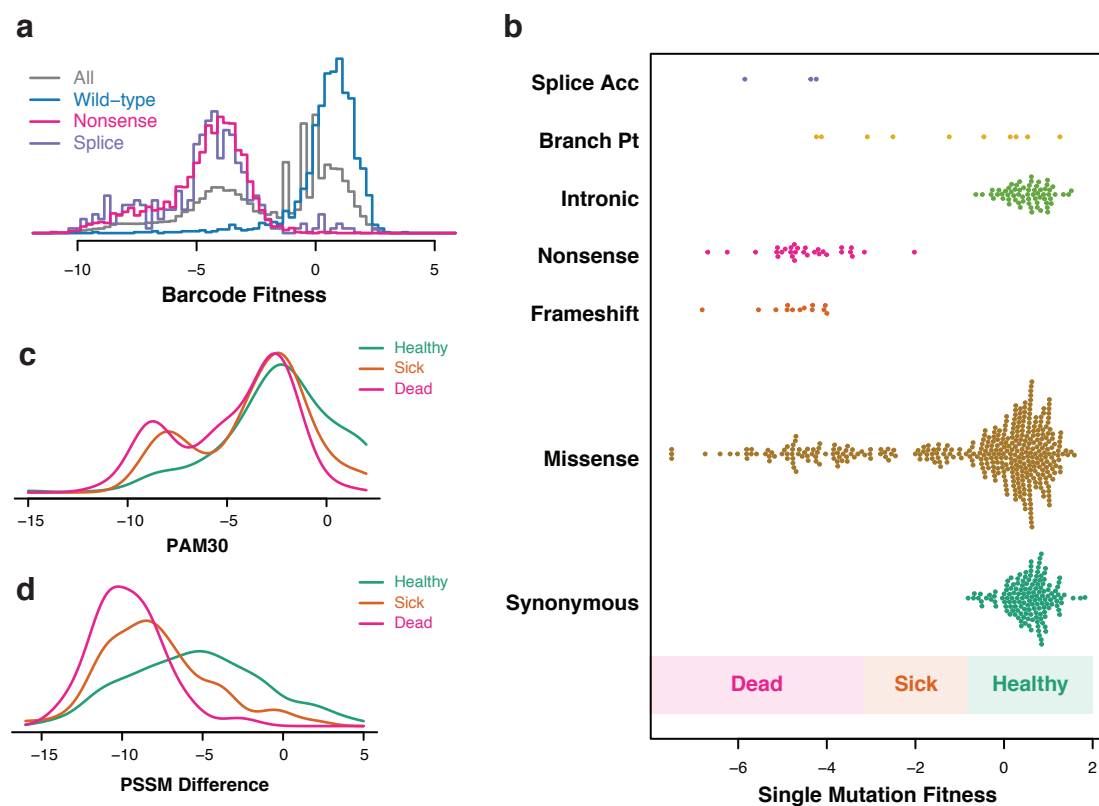 a
All
Wild−type
Nonsense
Splice
−10 −5 0 5
Barcode Fitness
b
Splice Acc
Branch Pt
Intronic
Nonsense
Frameshift
Missense
Synonymous
Dead Sick Healthy
−6 −4 −2 0 2
Single Mutation Fitness
c
Healthy
Sick
Dead
−15 −10 −5 0
PAM30
d
Healthy
Sick
Dead
−15 −10 −5 0 5
PSSM Difference